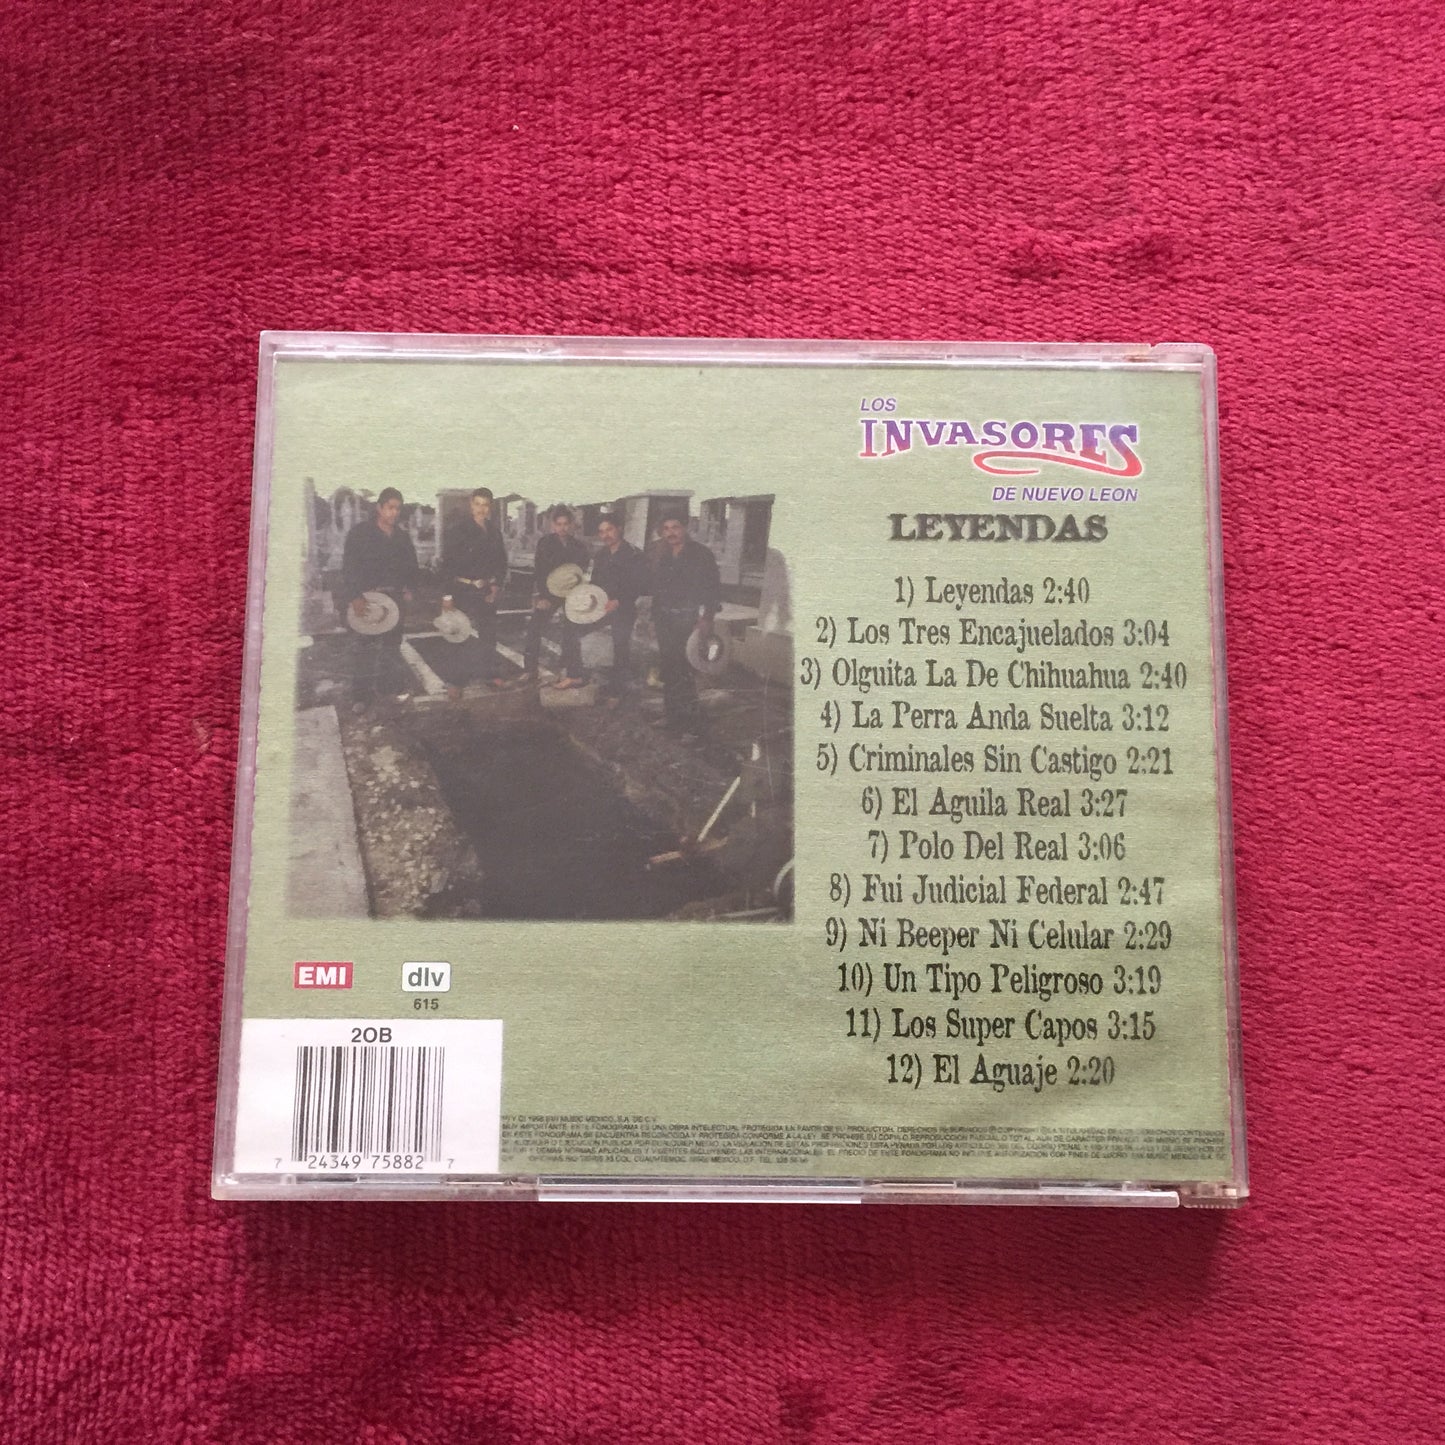 LOS
INVASORES
DE NUEVO LEON
LEYENDAS
1) Leyendas 2:40
2) Los Tres Encajuelados 3:04
3) Olguita La De Chihuahua 2:40
4) La Perra Anda Suelta 3:12
5) Criminales Sin Castigo 2:21
6) El Aguila Real 3:27
7) Polo Del Real 3:06
8) Fui Judicial Federal 2:47
9) Ni Beeper Ni Celular 2:29
10) Un Tipo Peligroso 3:19
11) Los Super Capos 3:15
12) El Aguaje 2:20
EMI
dlv
615
2OB
7 24349 75882 7